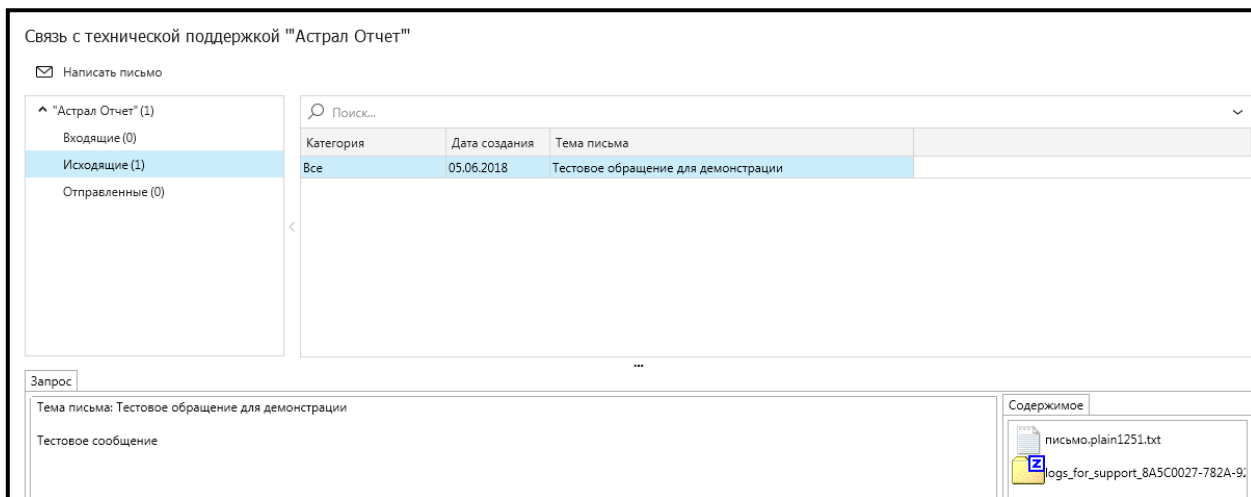 Связь с технической поддержкой '"Астрал Отчет"'
Написать письмо
"Астрал Отчет" (1)
Входящие (0)
Исходящие (1)
Отправленные (0)
Поиск...
Категория Дата создания Тема письма
Все 05.06.2018 Тестовое обращение для демонстрации
Запрос
Тема письма: Тестовое обращение для демонстрации
Тестовое сообщение
Содержимое
письмо.plain1251.txt
Z
logs_for_support_8A5C0027-782A-92